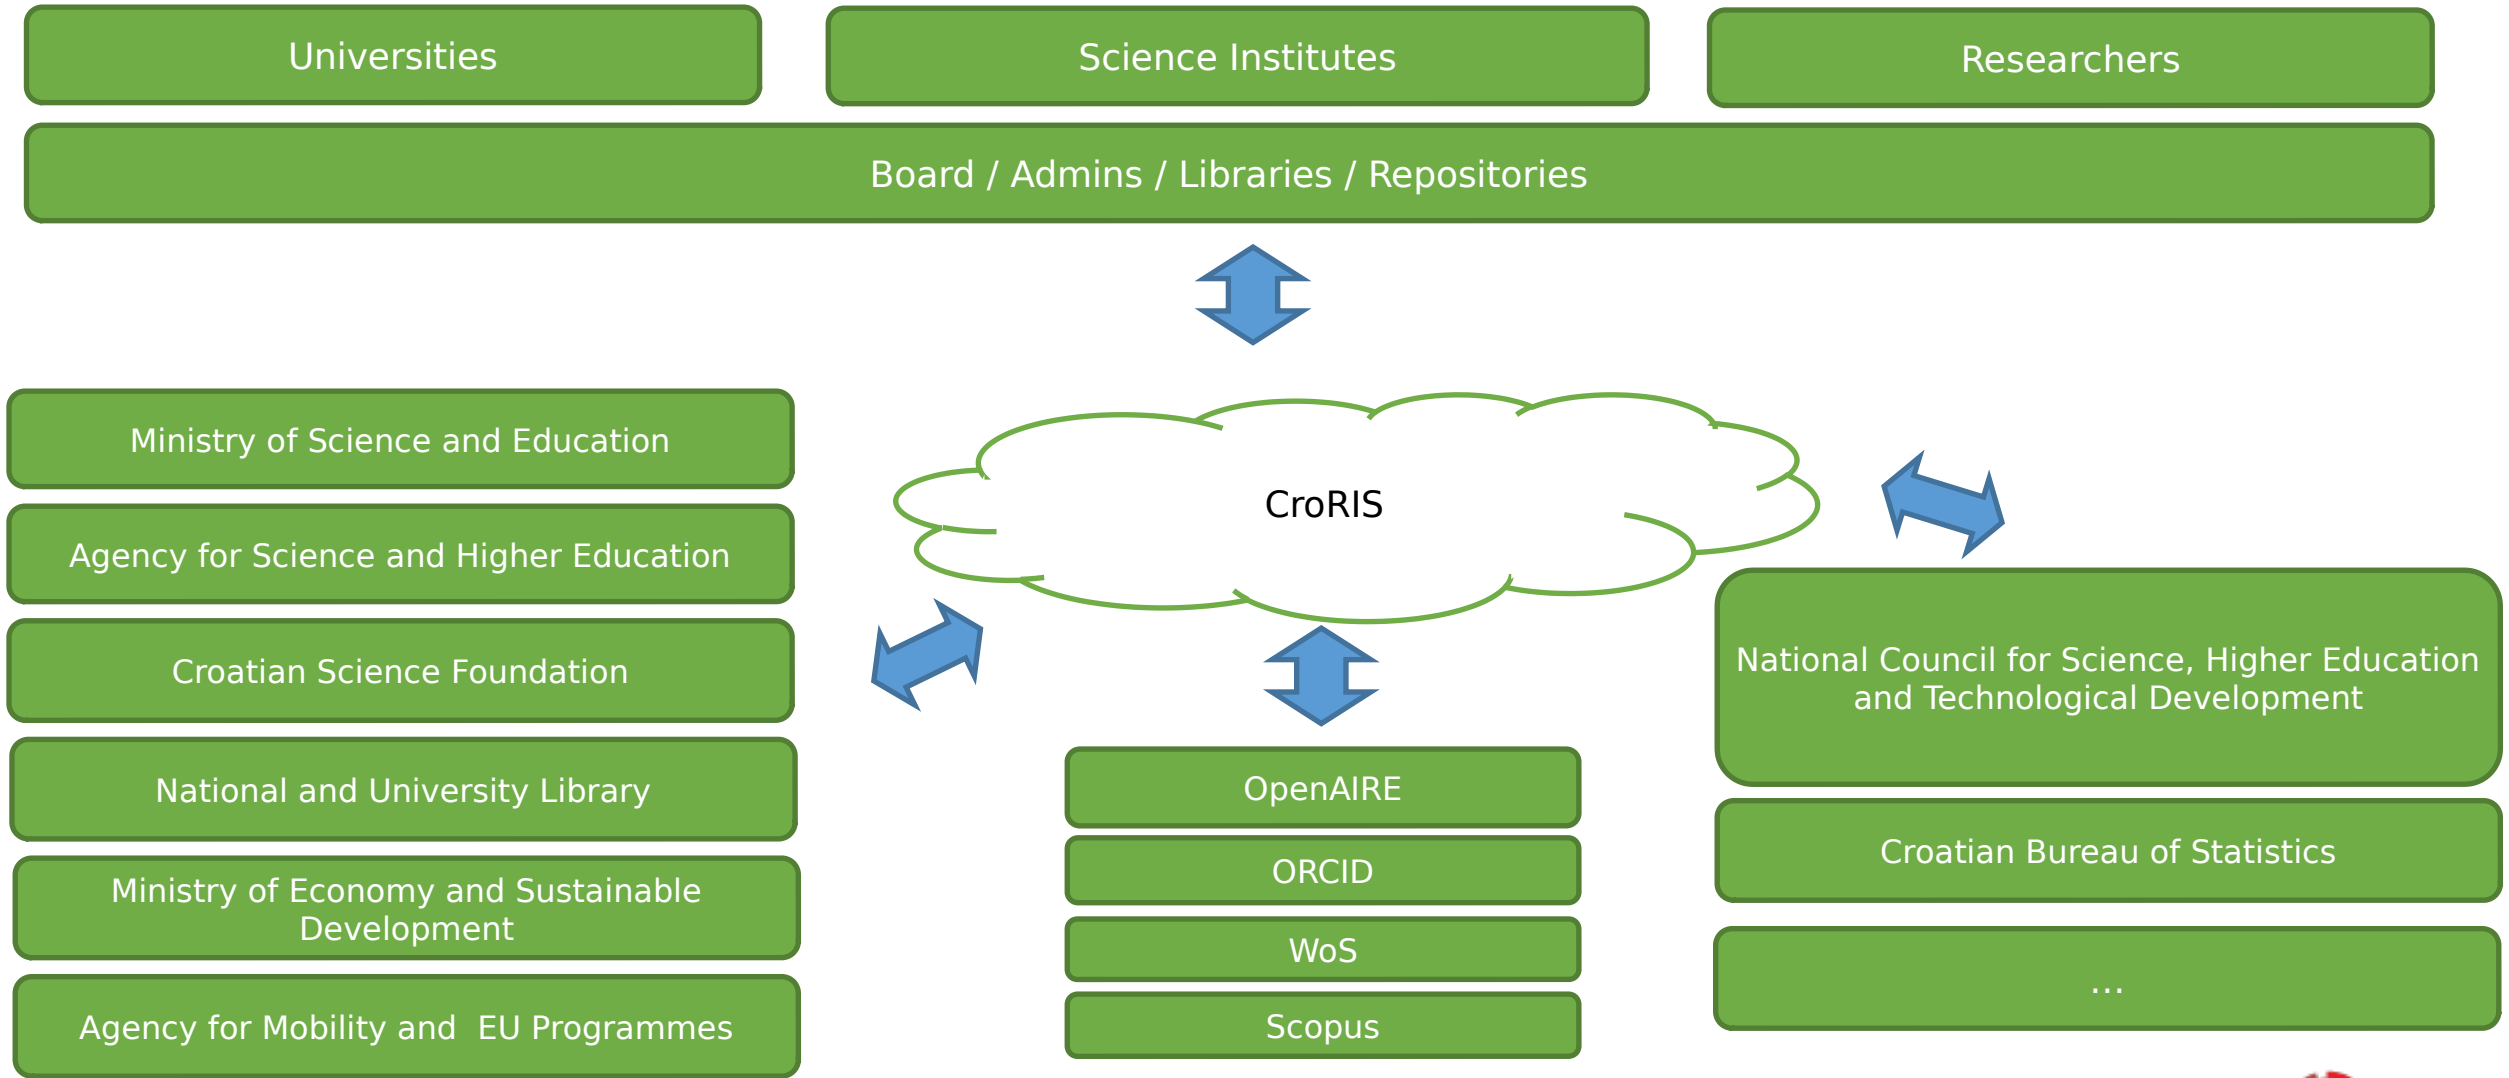 Universities
Science Institutes
Researchers
Board / Admins / Libraries / Repositories
CroRIS
Ministry of Science and Education
Agency for Science and Higher Education
Croatian Science Foundation
National and University Library
Ministry of Economy and Sustainable
Development
Agency for Mobility and  EU Programmes
OpenAIRE
ORCID
WoS
Scopus
National Council for Science, Higher Education
and Technological Development
Croatian Bureau of Statistics
...